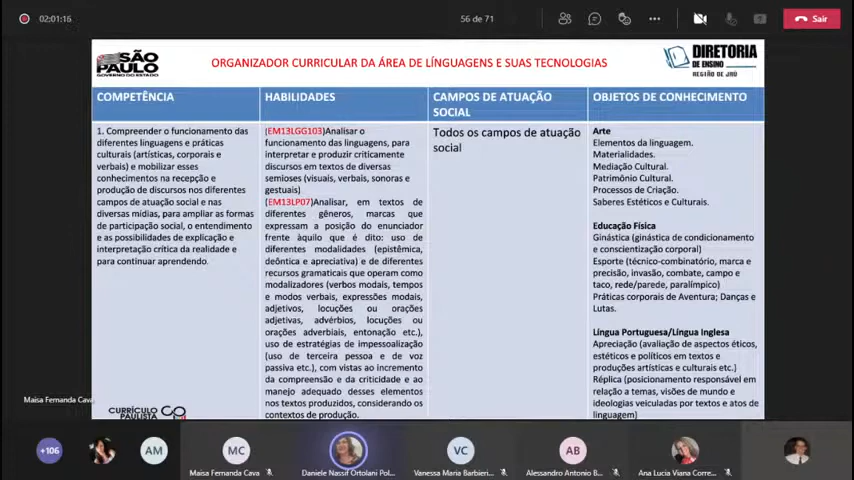 02:01:16
56 de 71
Sair
SÃO PAULO
GOVERNO DO ESTADO
ORGANIZADOR CURRICULAR DA ÁREA DE LÍNGUAGENS E SUAS TECNOLOGIAS
DIRETORIA
DE ENSINO
REGIÃO DE JAÚ
COMPETÊNCIA
1. Compreender o funcionamento das
diferentes linguagens e práticas
culturais (artísticas, corporais e
verbais) e mobilizar esses
conhecimentos na recepção e
produção de discursos nos diferentes
campos de atuação social e nas
diversas mídias, para ampliar as formas
de participação social, o entendimento
e as possibilidades de explicação e
interpretação crítica da realidade e
para continuar aprendendo.
HABILIDADES
(EM13LGG103)Analisar o
funcionamento das linguagens, para
interpretar e produzir criticamente
discursos em textos de diversas
semioses (visuais, verbais, sonoras e
gestuais)
(EM13LP07)Analisar, em textos de
diferentes gêneros, marcas que
expressam a posição do enunciador
frente àquilo que é dito: uso de
diferentes modalidades (epistêmica,
deôntica e apreciativa) e de diferentes
recursos gramaticais que operam como
modalizadores (verbos modais, tempos
e modos verbais, expressões modais,
adjetivos, locuções ou orações
adjetivas, advérbios, locuções ou
orações adverbiais, entonação etc.),
uso de estratégias de impessoalização
(uso de terceira pessoa e de voz
passiva etc.), com vistas ao incremento
da compreensão e da criticidade e ao
manejo adequado desses elementos
nos textos produzidos, considerando os
contextos de produção.
CAMPOS DE ATUAÇÃO
SOCIAL
Todos os campos de atuação
social
OBJETOS DE CONHECIMENTO
Arte
Elementos da linguagem.
Materialidades.
Mediação Cultural.
Patrimônio Cultural.
Processos de Criação.
Saberes Estéticos e Culturais.
Educação Física
Ginástica (ginástica de condicionamento
e conscientização corporal)
Esporte (técnico-combinatório, marca e
precisão, invasão, combate, campo e
taco, rede/parede, paralímpico)
Práticas corporais de Aventura; Danças e
Lutas.
Língua Portuguesa/Língua Inglesa
Apreciação (avaliação de aspectos éticos,
estéticos e políticos em textos e
produções artísticas e culturais etc.)
Réplica (posicionamento responsável em
relação a temas, visões de mundo e
ideologias veiculadas por textos e atos de
linguagem)
Maisa Fernanda Cava
CURRÍCULO
PAULISTA
+106
AM
MC
VC
AB
Maisa Fernanda Cava
Daniele Nassif Ortolani Pol...
Vanessa Maria Barbieri...
Alessandro Antonio B...
Ana Lucia Viana Corre...